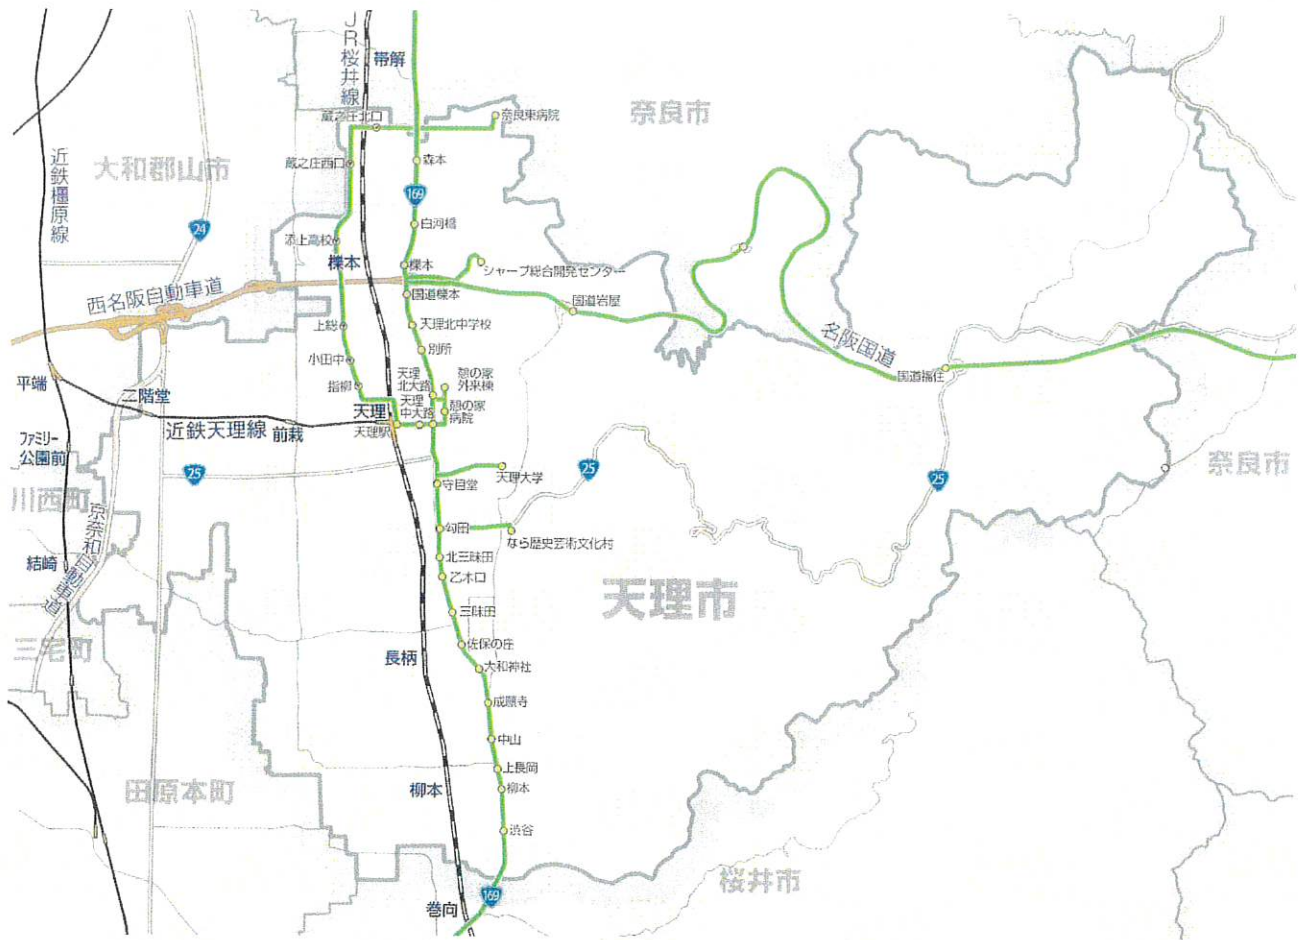 JR桜井線
帯解
蔵之庄北口
奈良東病院
奈良市
大和郡山市
近鉄橿原線
蔵之庄西口
森本
169
24
白河橋
添上高校
櫟本
櫟本
シャープ総合開発センター
西名阪自動車道
国道櫟本
国道岩屋
上総
天理北中学校
名阪国道
小田中
別所
国道福住
平端
二階堂
指柳
天理
北大路
憩の家
外来棟
天理
天理
中大路
憩の家
病院
近鉄天理線
前栽
天理駅
ファミリー
公園前
25
天理大学
25
25
奈良市
川西町
守目堂
京奈和自動車道
勾田
なら歴史芸術文化村
結崎
北三昧田
乙木口
天理市
三昧田
三宅町
佐保の庄
長柄
大和神社
成願寺
中山
上長岡
田原本町
柳本
柳本
渋谷
桜井市
169
巻向